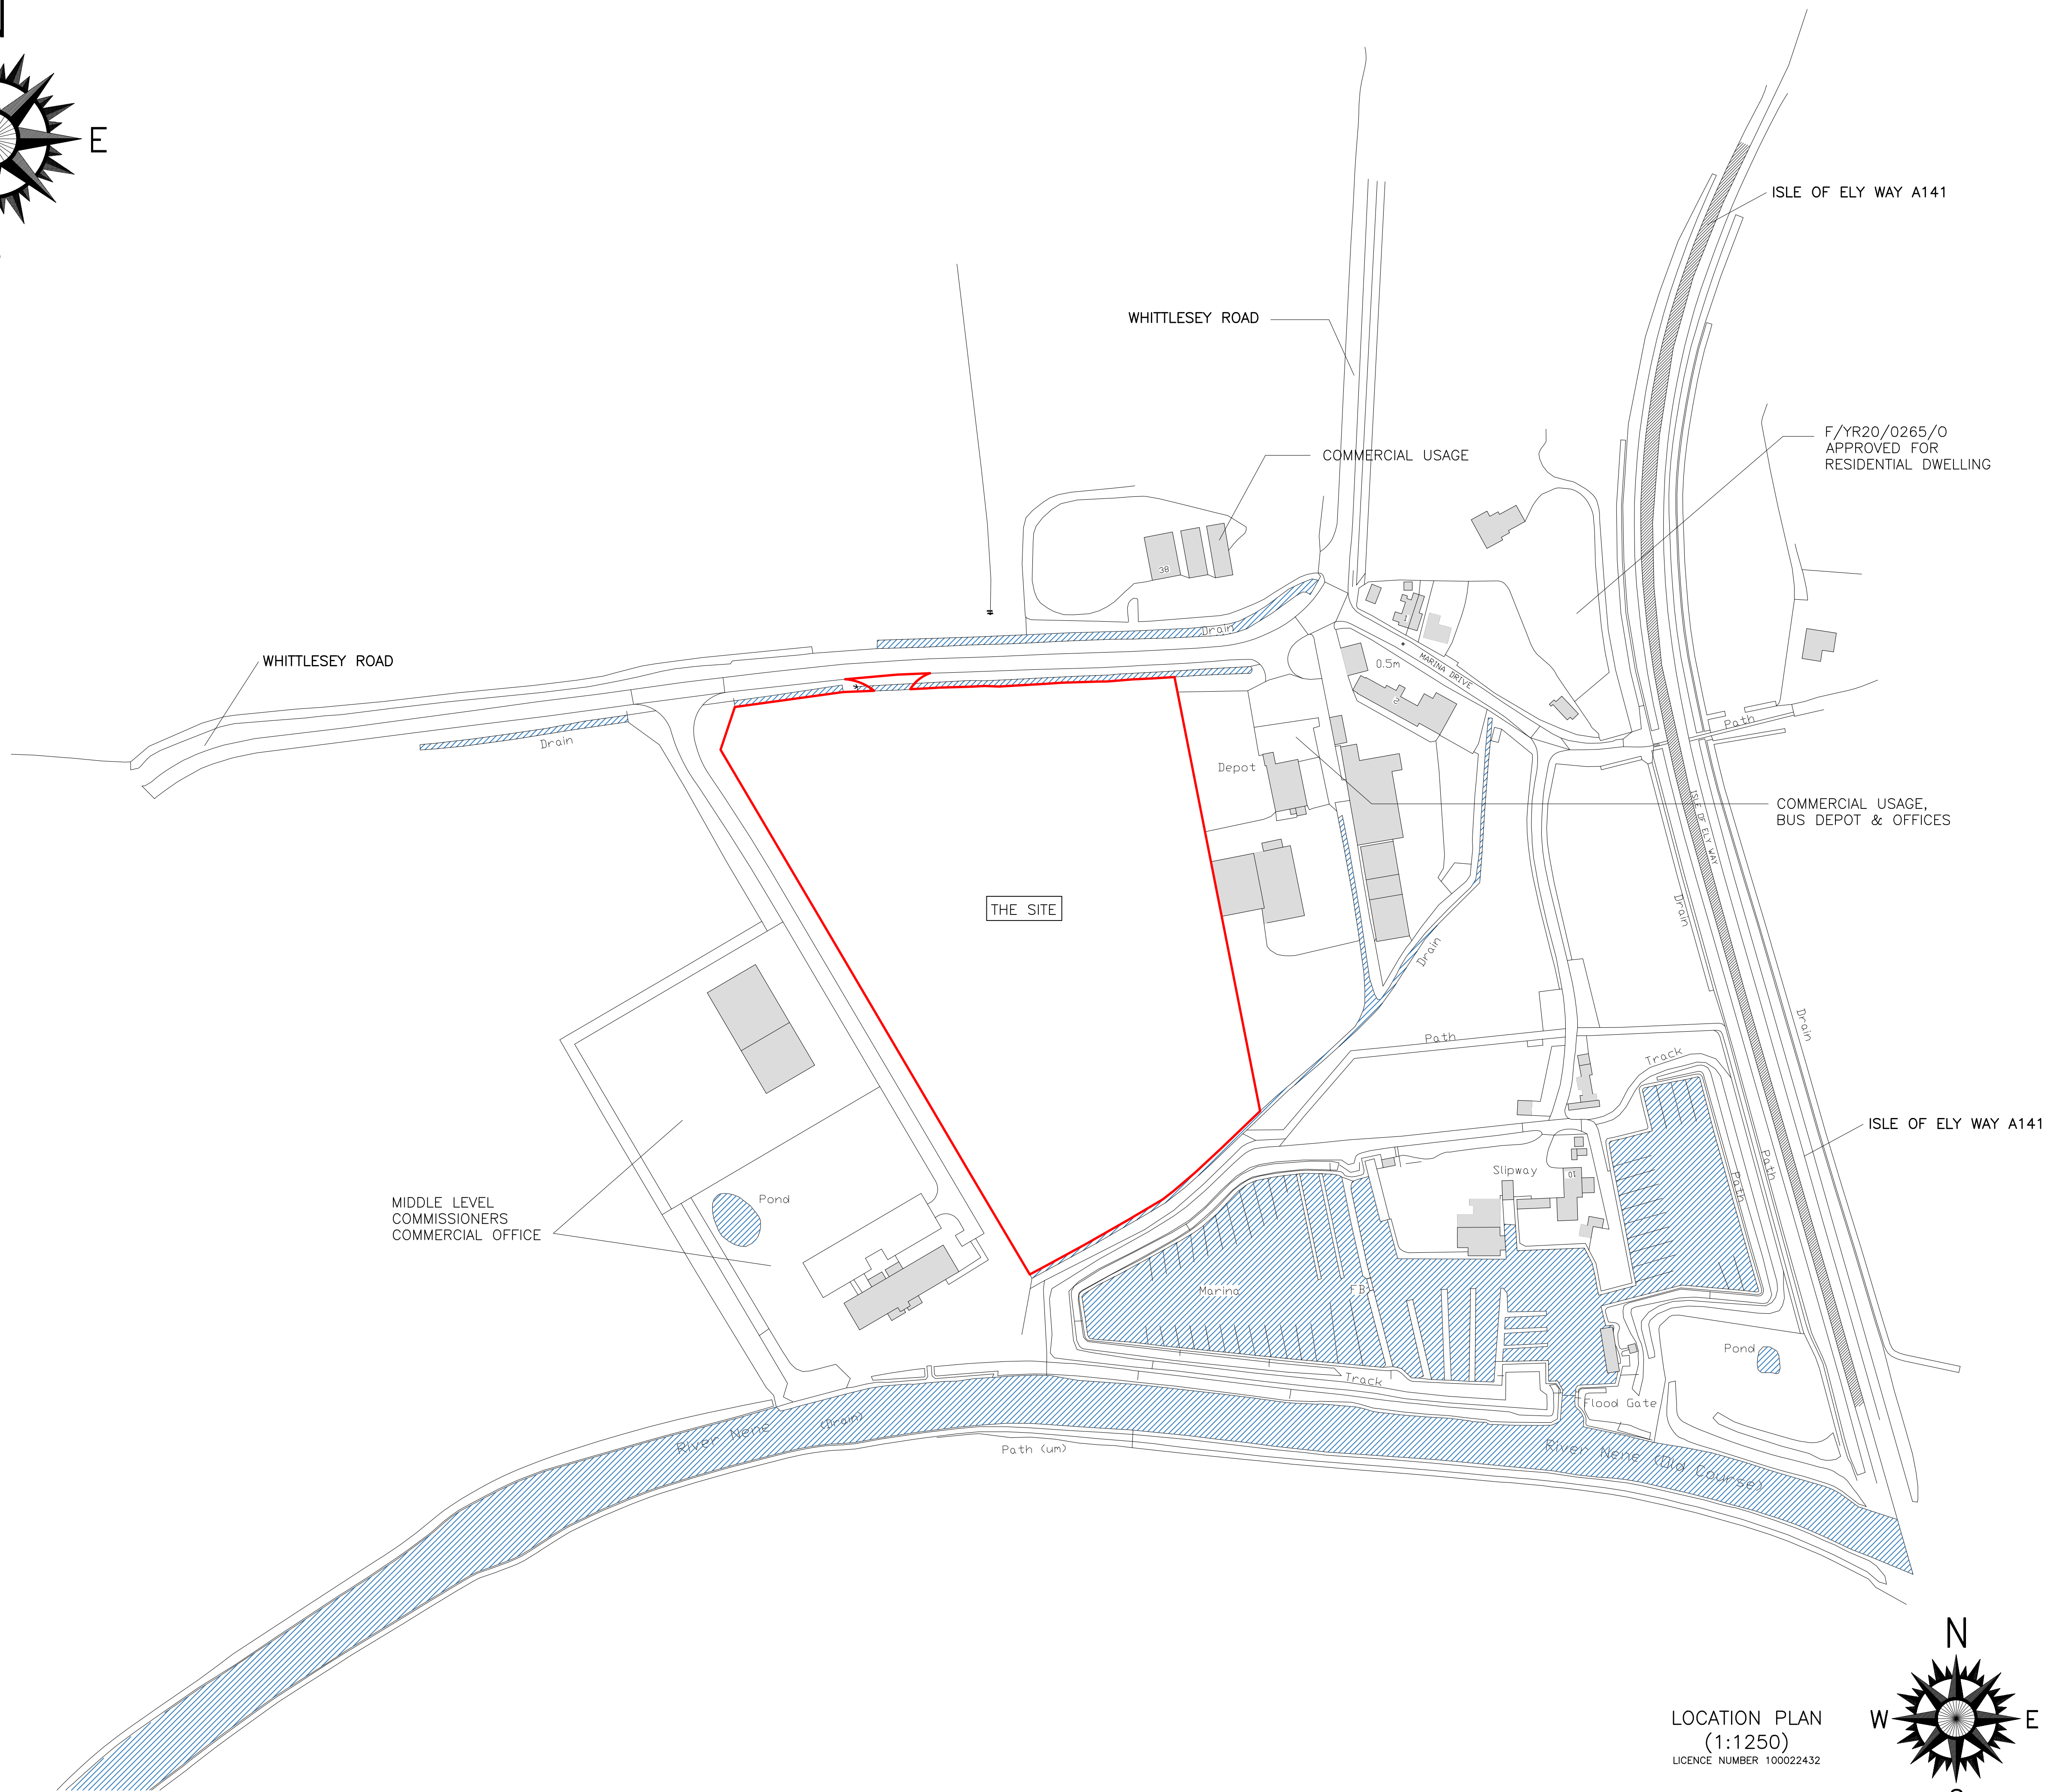 N
E
ISLE OF ELY WAY A141
WHITTLESEY ROAD
F/YR20/0265/O
APPROVED FOR
RESIDENTIAL DWELLING
COMMERCIAL USAGE
38
Drain
1
MARINA DRIVE
0.5m
2
WHITTLESEY ROAD
Drain
Path
Depot
ISLE OF ELY WAY
COMMERCIAL USAGE,
BUS DEPOT & OFFICES
THE SITE
Drain
Drain
Drain
Path
Track
ISLE OF ELY WAY A141
Slipway
10
Path
Path
MIDDLE LEVEL
COMMISSIONERS
COMMERCIAL OFFICE
Pond
Marina
FB
Pond
Track
Flood Gate
River Nene
(Drain)
Path (um)
River Nene (Old Course)
LOCATION PLAN
(1:1250)
LICENCE NUMBER 100022432
N
W
E